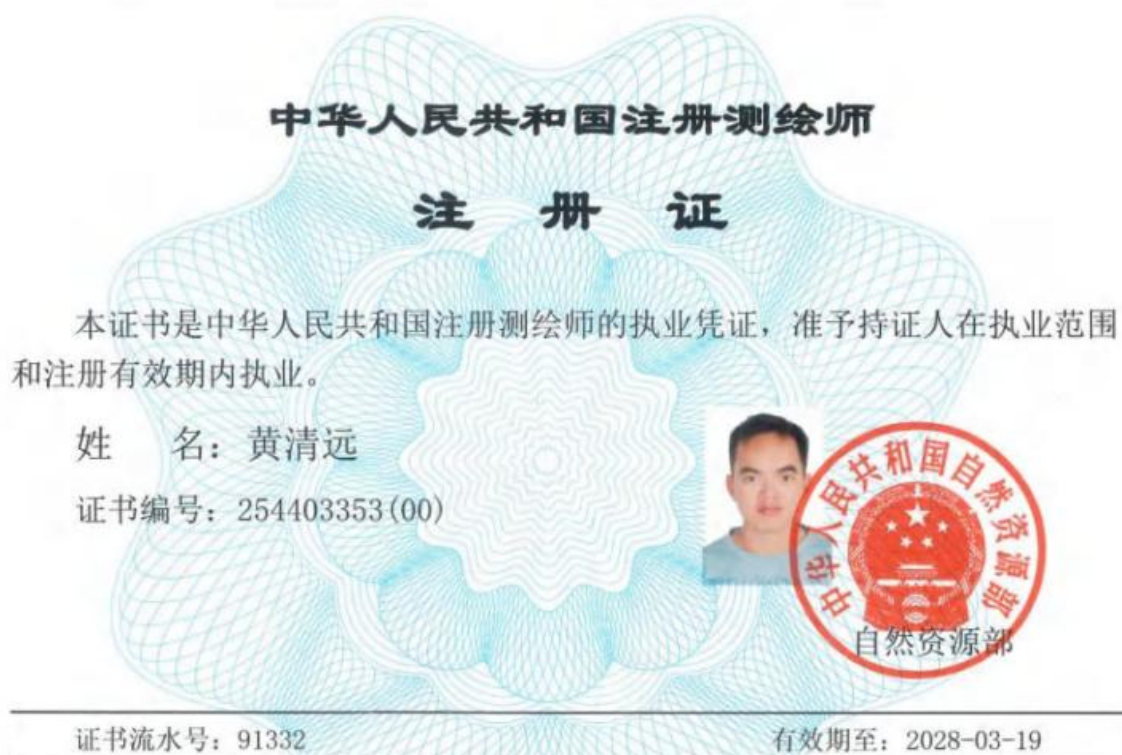 中华人民共和国注册测绘师
注 册 证
本证书是中华人民共和国注册测绘师的执业凭证，准予持证人在执业范围
和注册有效期内执业。
姓 名：黄清远
证书编号：254403353(00)
中华人民共和国自然资源部
自然资源部
证书流水号：91332 有效期至：2028-03-19